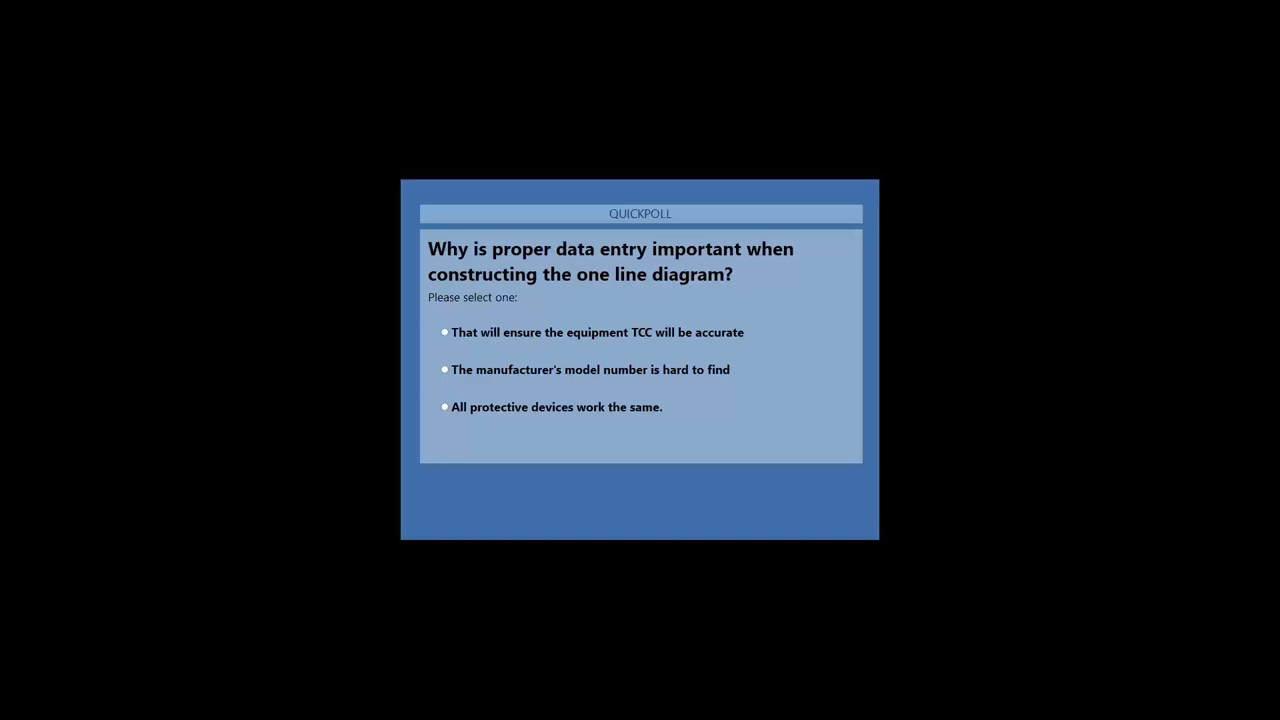 QUICKPOLL
Why is proper data entry important when
constructing the one line diagram?
Please select one:
That will ensure the equipment TCC will be accurate
The manufacturer's model number is hard to find
All protective devices work the same.